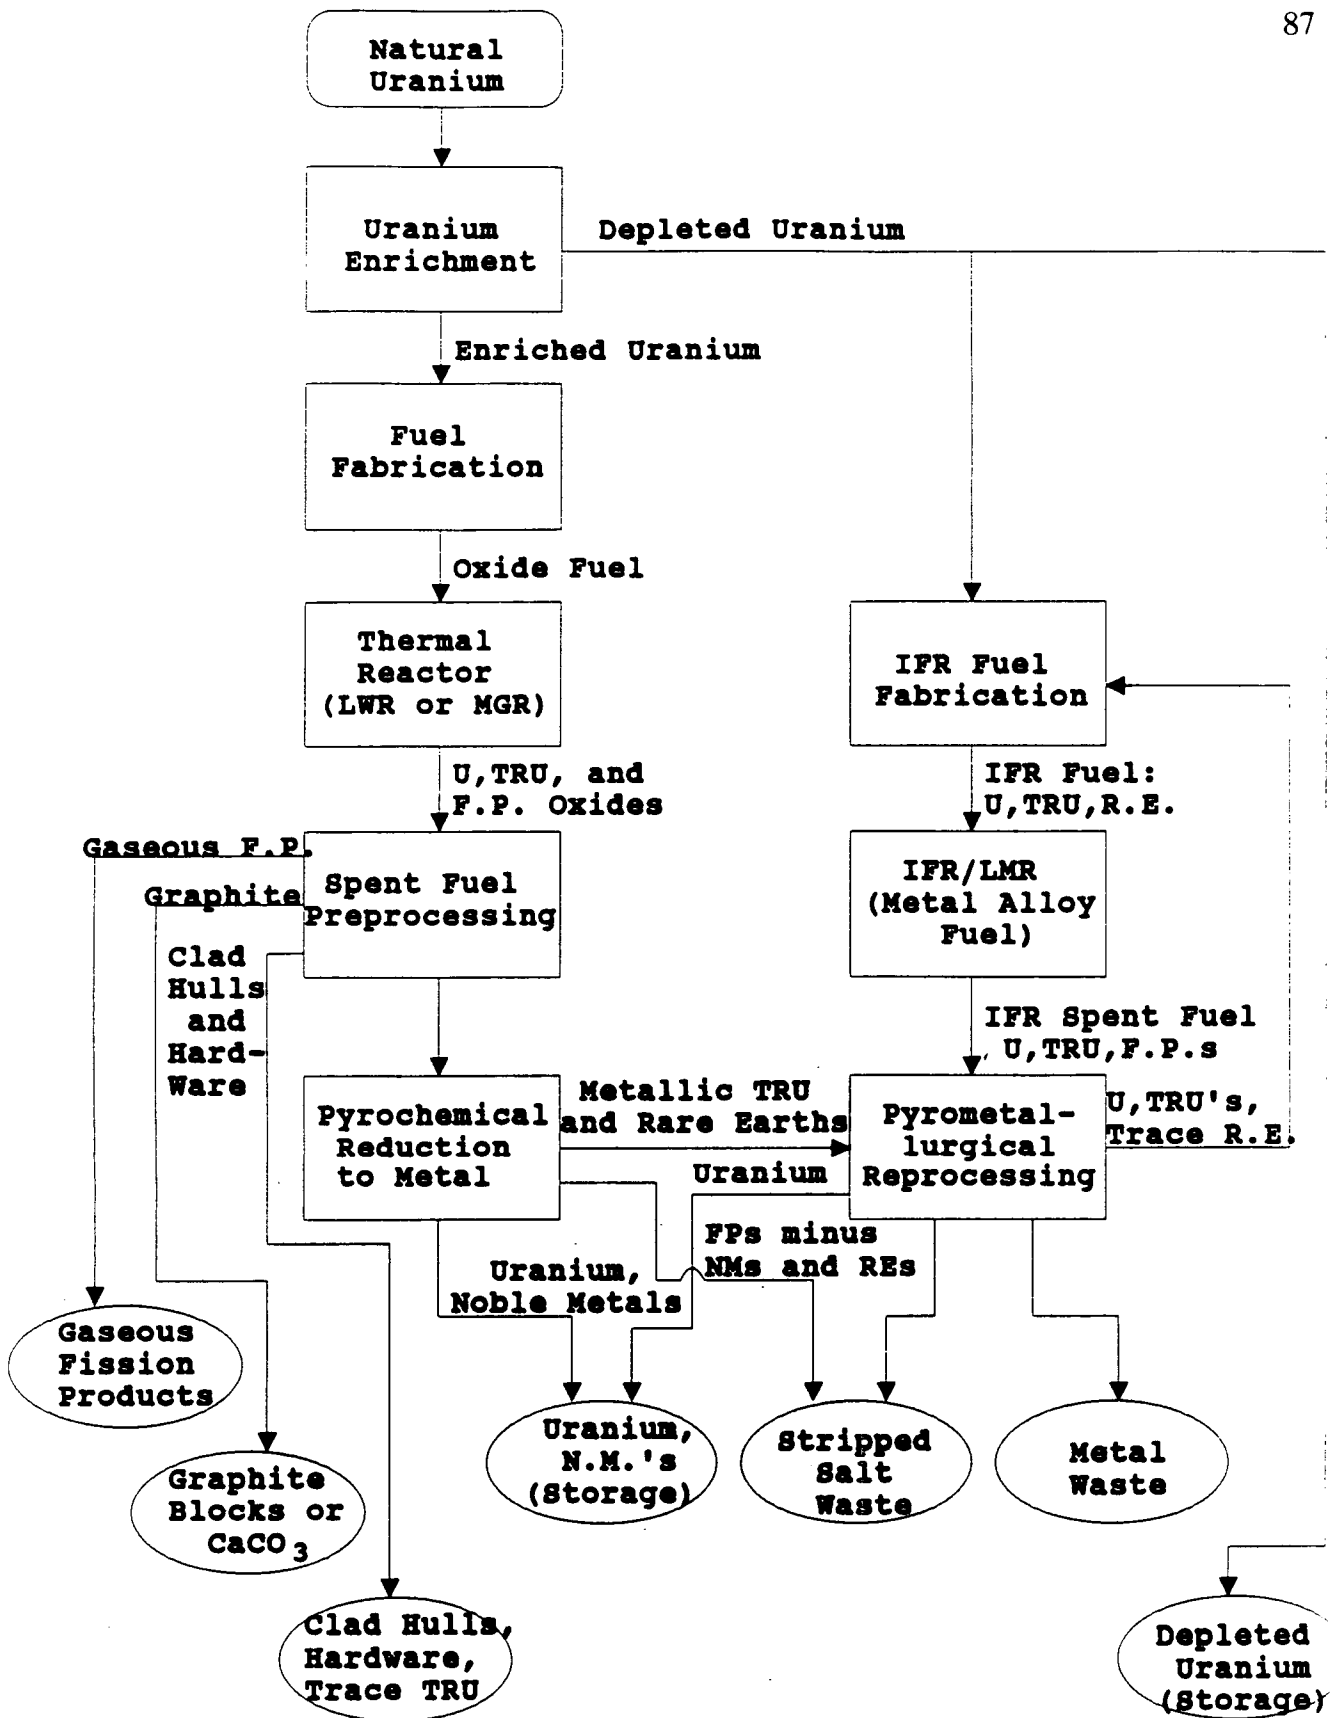 87
Natural
Uranium
Uranium
Enrichment
Depleted Uranium
Enriched Uranium
Fuel
Fabrication
Oxide Fuel
Thermal
Reactor
(LWR or MGR)
IFR Fuel
Fabrication
U,TRU, and
F.P. Oxides
IFR Fuel:
U,TRU,R.E.
Gaseous F.P.
Graphite
Spent Fuel
Preprocessing
IFR/LMR
(Metal Alloy
Fuel)
Clad
Hulls
and
Hard-
Ware
IFR Spent Fuel
U,TRU,F.P.s
Pyrochemical
Reduction
to Metal
Metallic TRU
and Rare Earths
Pyrometal-
lurgical
Reprocessing
U,TRU's,
Trace R.E.
Uranium
FPs minus
NMs and REs
Uranium,
Noble Metals
Gaseous
Fission
Products
Graphite
Blocks or
CaCO3
Clad Hulls,
Hardware,
Trace TRU
Uranium,
N.M.'s
(Storage)
Stripped
Salt
Waste
Metal
Waste
Depleted
Uranium
(Storage)